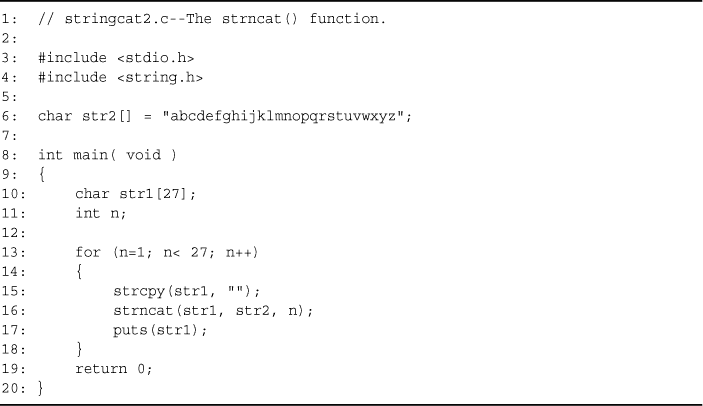 1: // stringcat2.c--The strncat() function.
2:
3: #include <stdio.h>
4: #include <string.h>
5:
6: char str2[] = "abcdefghijklmnopqrstuvwxyz";
7:
8: int main( void )
9: {
10:     char str1[27];
11:     int n;
12:
13:     for (n=1; n< 27; n++)
14:     {
15:         strcpy(str1, "");
16:         strncat(str1, str2, n);
17:         puts(str1);
18:     }
19:     return 0;
20: }